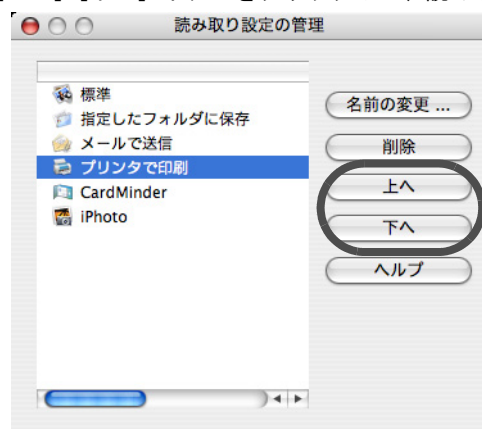 読み取り設定の管理
標準
指定したフォルダに保存
メールで送信
プリンタで印刷
CardMinder
iPhoto
名前の変更 ...
削除
上へ
下へ
ヘルプ